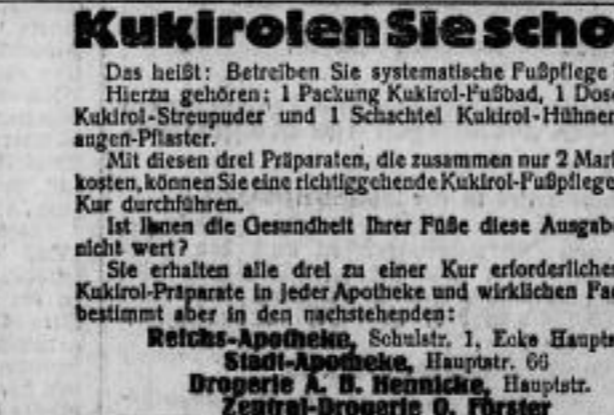 Kukirolen Sie scho
Das heißt: Betreiben Sie systematische Fußpflege
Hierzu gehören: 1 Packung Kukirol-Fußbad, 1 Dos
Kukirol-Streupuder und 1 Schachtel Kukirol-Hühner
augen-Pflaster.
Mit diesen drei Präparaten, die zusammen nur 2 Mar
kosten, können Sie eine richtiggehende Kukirol-Fußpflege
Kur durchführen.
Ist Ihnen die Gesundheit Ihrer Füße diese Ausgab
nicht wert?
Sie erhalten alle drei zu einer Kur erforderliche
Kukirol-Präparate in jeder Apotheke und wirklichen Fac
bestimmt aber in den nachstehenden:
Reichs-Apotheke, Schulstr. 1, Ecke Haupts
Stadt-Apotheke, Hauptstr. 66
Drogerie A. B. Hennicke, Hauptstr.
Zentral-Drogerie O. Förster